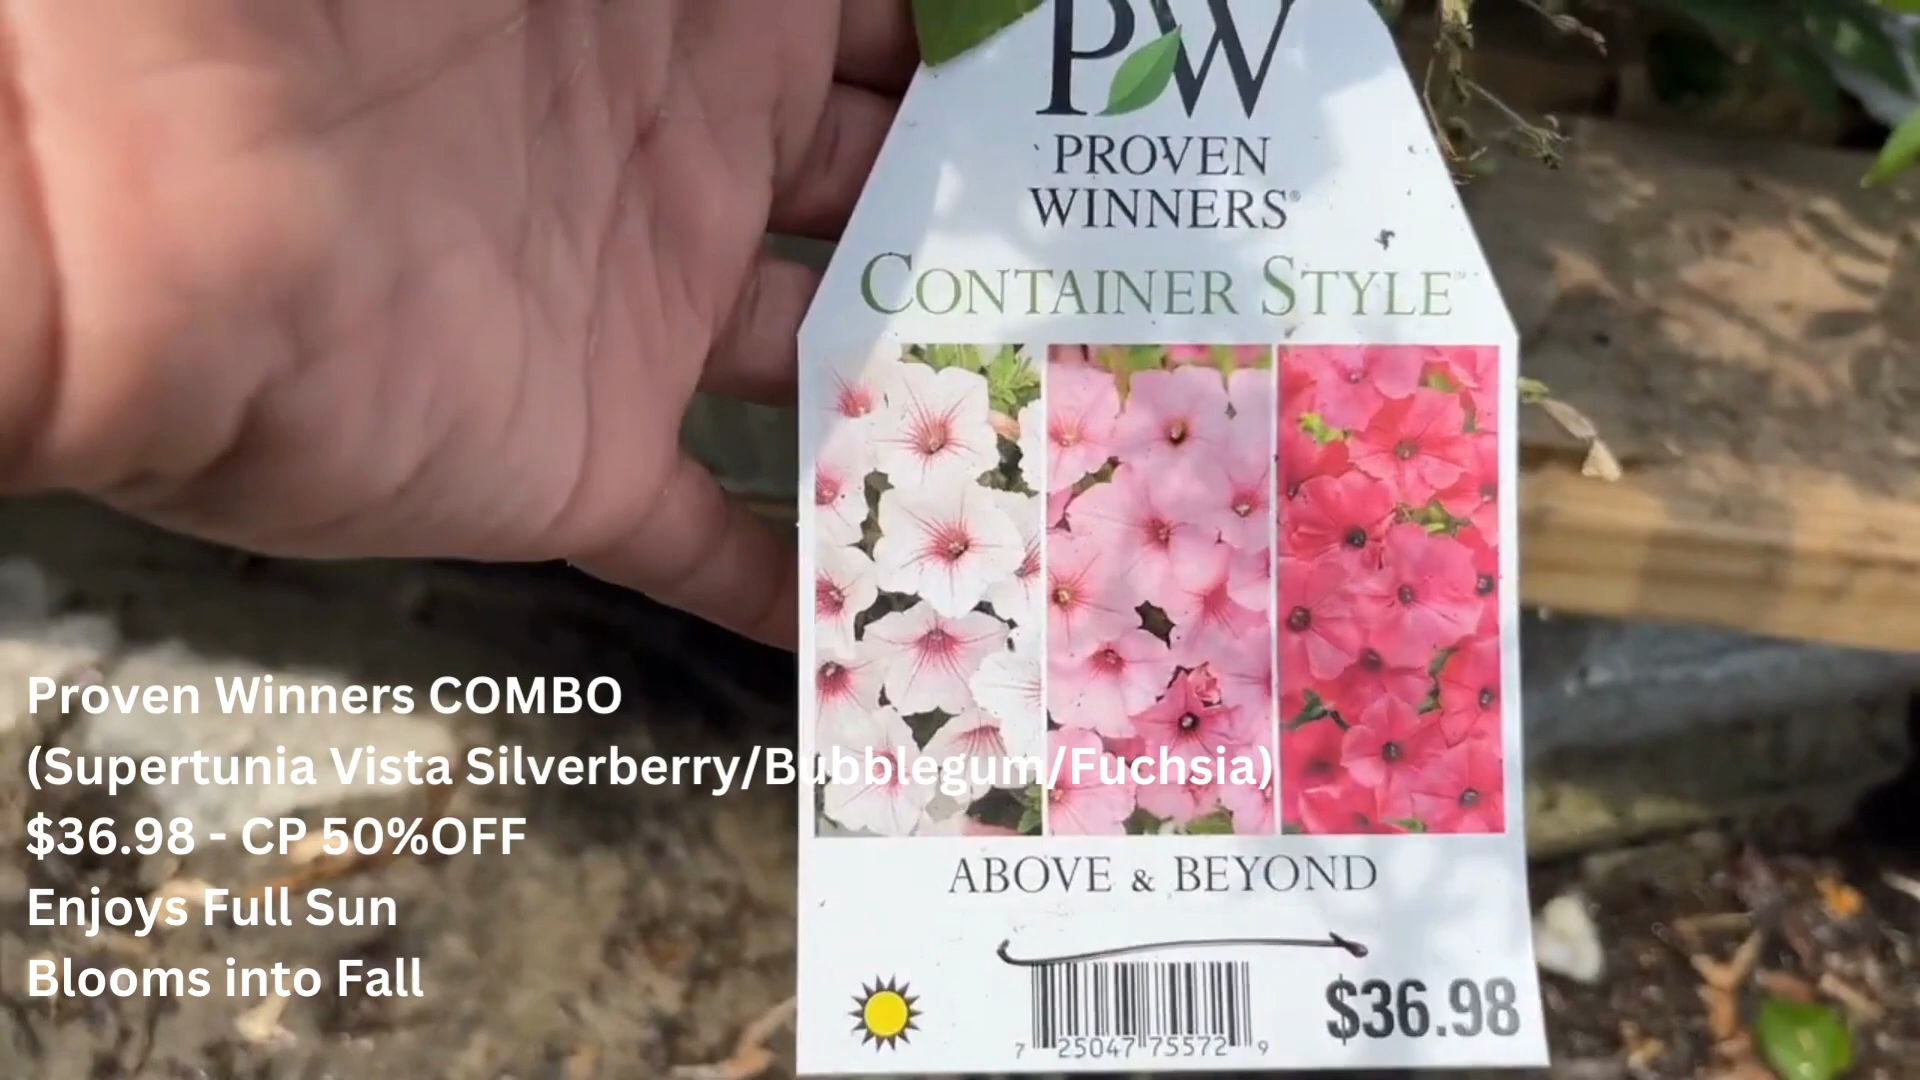 PW
PROVEN
WINNERS®
CONTAINER STYLE™
Proven Winners COMBO
(Supertunia Vista Silverberry/Bubblegum/Fuchsia)
$36.98 - CP 50%OFF
Enjoys Full Sun
Blooms into Fall
ABOVE & BEYOND
7 25047 75572 9
$36.98